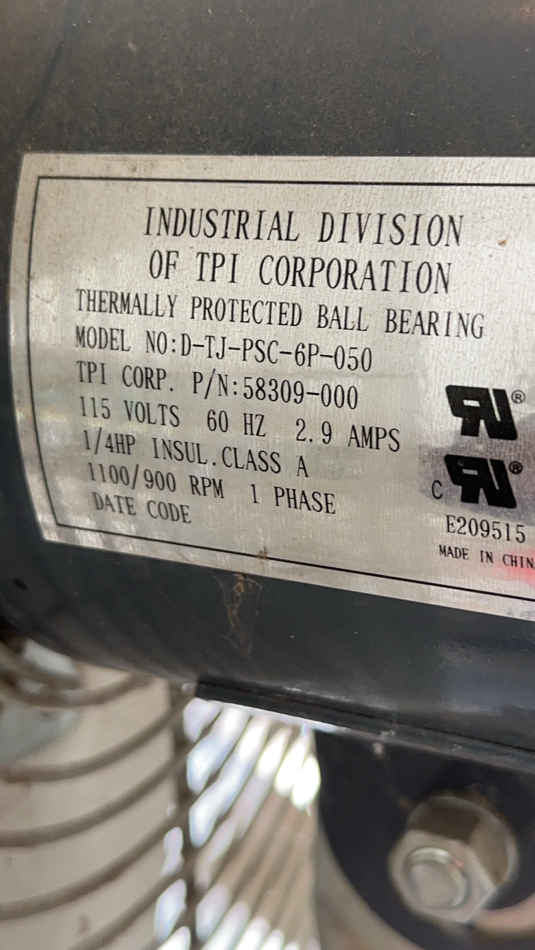 INDUSTRIAL DIVISION
OF TPI CORPORATION
THERMALLY PROTECTED BALL BEARING
MODEL NO:D-TJ-PSC-6P-050
TPI CORP. P/N:58309-000
115 VOLTS 60 HZ 2.9 AMPS
1/4HP INSUL.CLASS A
1100/900 RPM 1 PHASE
DATE CODE
RU®
C RU®
E209515
MADE IN CHIN